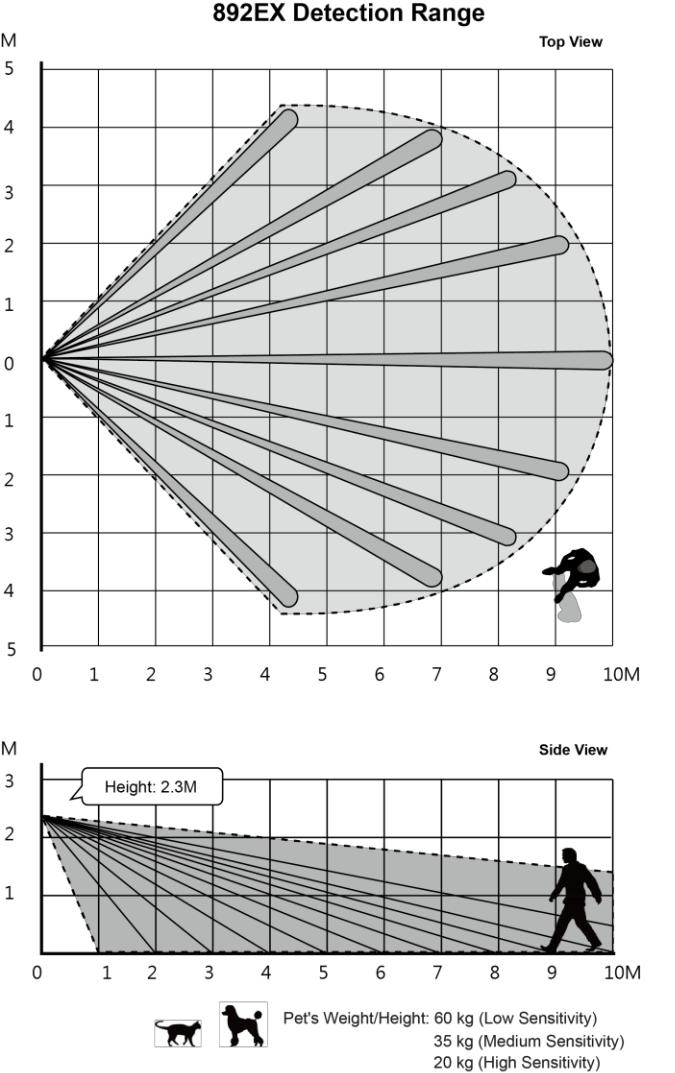 892EX Detection Range
M
Top View
5
4
3
2
1
0
1
2
3
4
5
0 1 2 3 4 5 6 7 8 9 10M
M
Side View
3
Height: 2.3M
2
1
0 1 2 3 4 5 6 7 8 9 10M
Pet's Weight/Height: 60 kg (Low Sensitivity)
35 kg (Medium Sensitivity)
20 kg (High Sensitivity)